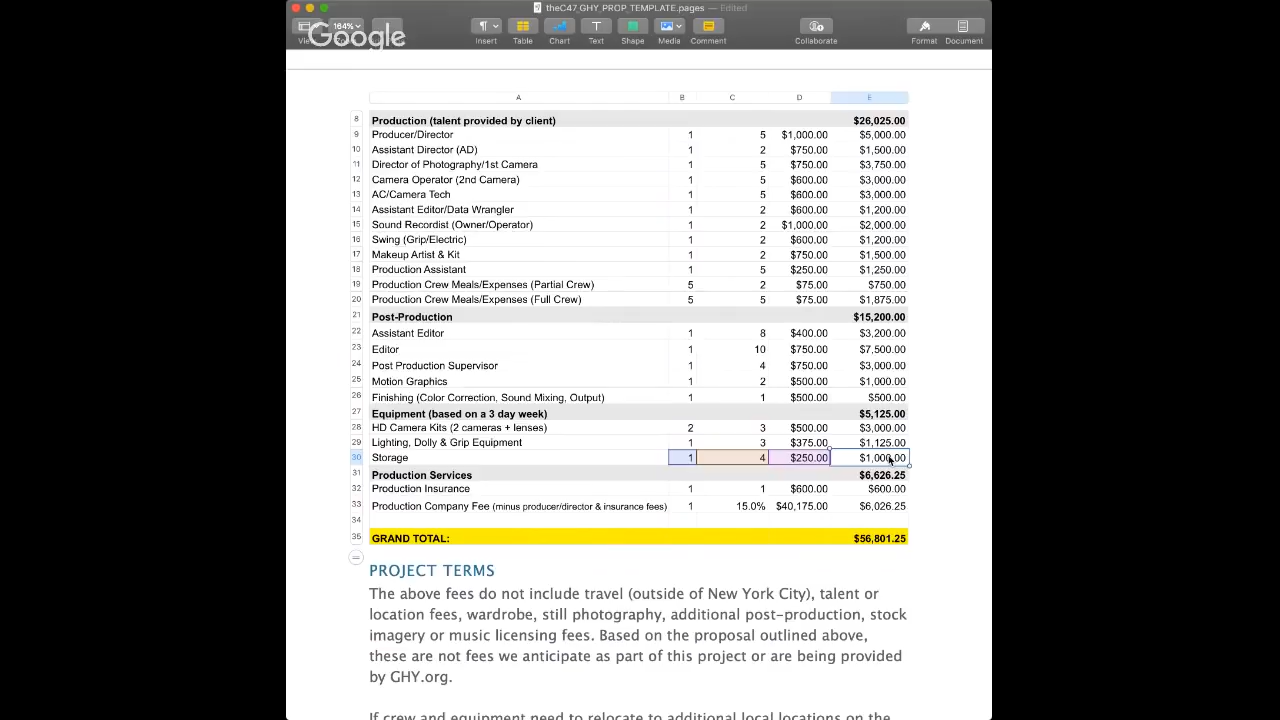 theC47_GHY_PROP_TEMPLATE.pages — Edited
164%
Google
Insert Table Chart Text Shape Media Comment Collaborate Format Document
A B C D E
8 Production (talent provided by client) $26,025.00
9 Producer/Director 1 5 $1,000.00 $5,000.00
10 Assistant Director (AD) 1 2 $750.00 $1,500.00
11 Director of Photography/1st Camera 1 5 $750.00 $3,750.00
12 Camera Operator (2nd Camera) 1 5 $600.00 $3,000.00
13 AC/Camera Tech 1 5 $600.00 $3,000.00
14 Assistant Editor/Data Wrangler 1 2 $600.00 $1,200.00
15 Sound Recordist (Owner/Operator) 1 2 $1,000.00 $2,000.00
16 Swing (Grip/Electric) 1 2 $600.00 $1,200.00
17 Makeup Artist & Kit 1 2 $750.00 $1,500.00
18 Production Assistant 1 5 $250.00 $1,250.00
19 Production Crew Meals/Expenses (Partial Crew) 5 2 $75.00 $750.00
20 Production Crew Meals/Expenses (Full Crew) 5 5 $75.00 $1,875.00
21 Post-Production $15,200.00
22 Assistant Editor 1 8 $400.00 $3,200.00
23 Editor 1 10 $750.00 $7,500.00
24 Post Production Supervisor 1 4 $750.00 $3,000.00
25 Motion Graphics 1 2 $500.00 $1,000.00
26 Finishing (Color Correction, Sound Mixing, Output) 1 1 $500.00 $500.00
27 Equipment (based on a 3 day week) $5,125.00
28 HD Camera Kits (2 cameras + lenses) 2 3 $500.00 $3,000.00
29 Lighting, Dolly & Grip Equipment 1 3 $375.00 $1,125.00
30 Storage 1 4 $250.00 $1,000.00
31 Production Services $6,626.25
32 Production Insurance 1 1 $600.00 $600.00
33 Production Company Fee (minus producer/director & insurance fees) 1 15.0% $40,175.00 $6,026.25
34
35 GRAND TOTAL: $56,801.25
PROJECT TERMS
The above fees do not include travel (outside of New York City), talent or
location fees, wardrobe, still photography, additional post-production, stock
imagery or music licensing fees. Based on the proposal outlined above,
these are not fees we anticipate as part of this project or are being provided
by GHY.org.
If crew and equipment need to relocate to additional local locations on the